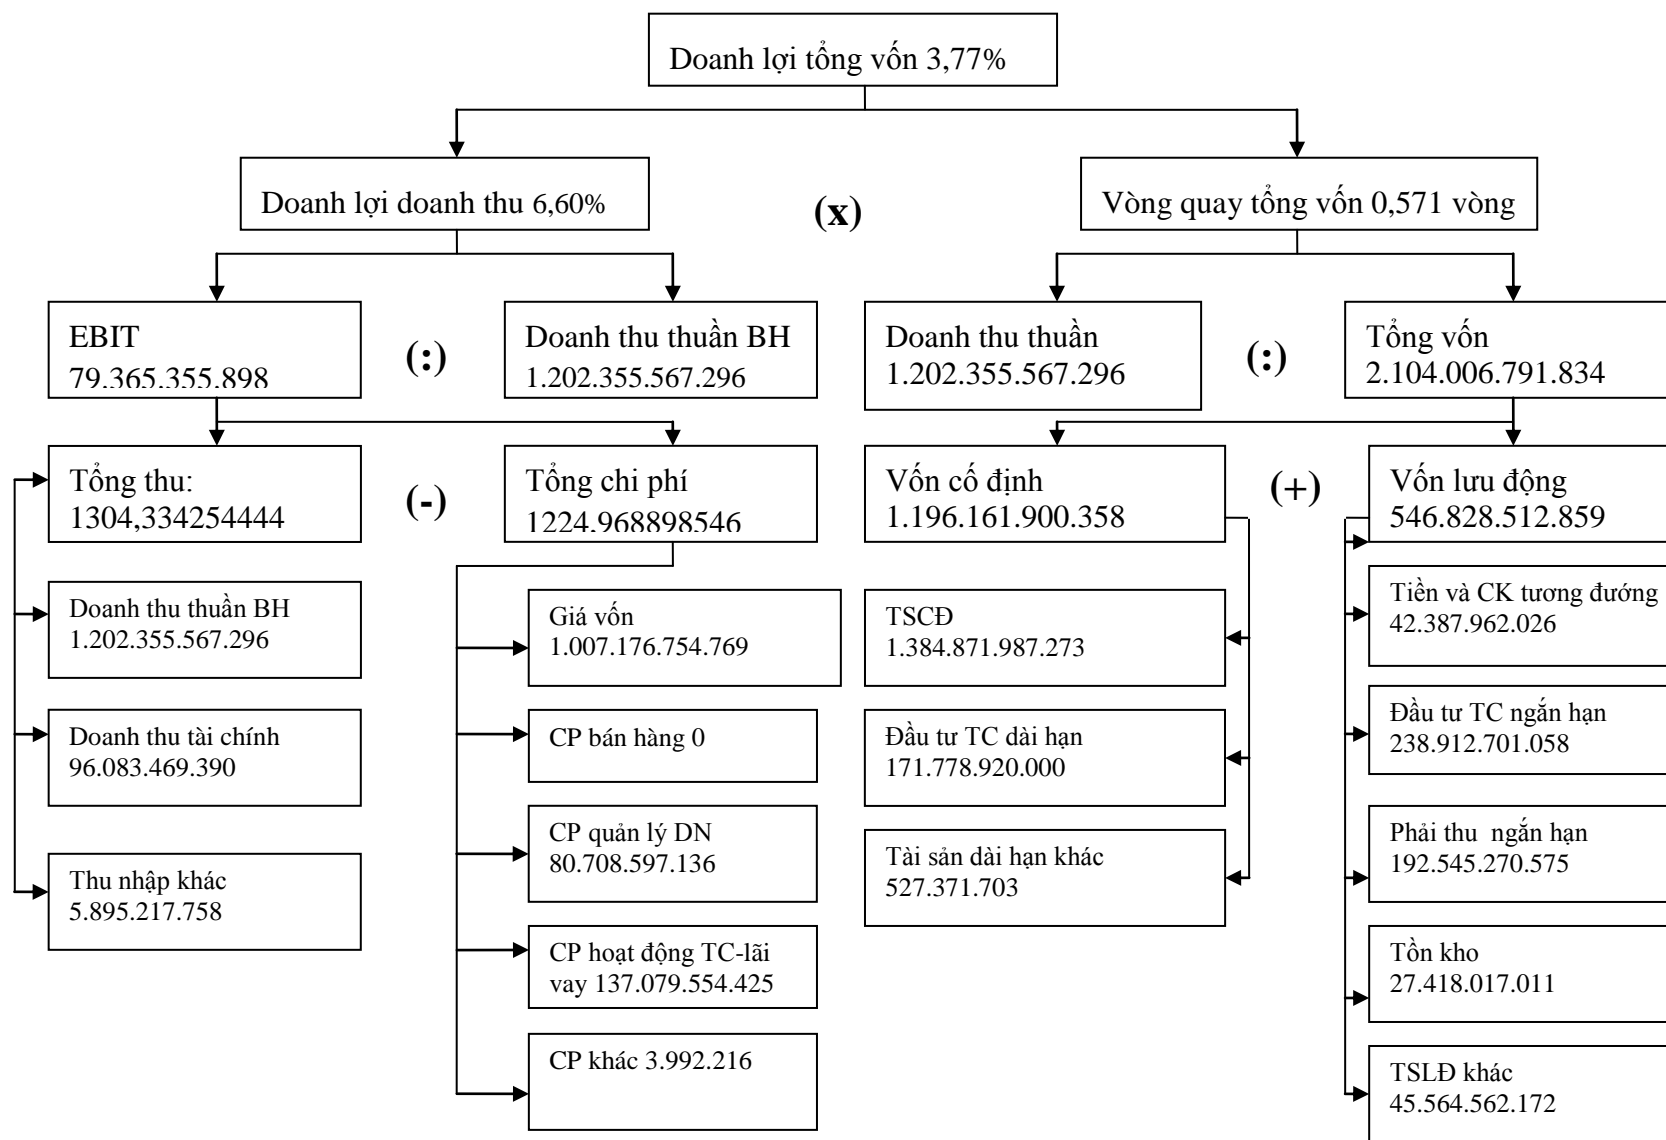 Doanh lợi tổng vốn 3,77%
Doanh lợi doanh thu 6,60%
(x)
Vòng quay tổng vốn 0,571 vòng
EBIT
79.365.355.898
(:)
Doanh thu thuần BH
1.202.355.567.296
Doanh thu thuần
1.202.355.567.296
(:)
Tổng vốn
2.104.006.791.834
Tổng thu:
1304,334254444
(-)
Tổng chi phí
1224.968898546
Vốn cố định
1.196.161.900.358
(+)
Vốn lưu động
546.828.512.859
Doanh thu thuần BH
1.202.355.567.296
Doanh thu tài chính
96.083.469.390
Thu nhập khác
5.895.217.758
Giá vốn
1.007.176.754.769
CP bán hàng 0
CP quản lý DN
80.708.597.136
CP hoạt động TC-lãi
vay 137.079.554.425
CP khác 3.992.216
TSCĐ
1.384.871.987.273
Đầu tư TC dài hạn
171.778.920.000
Tài sản dài hạn khác
527.371.703
Tiền và CK tương đướng
42.387.962.026
Đầu tư TC ngắn hạn
238.912.701.058
Phải thu  ngắn hạn
192.545.270.575
Tồn kho
27.418.017.011
TSLĐ khác
45.564.562.172